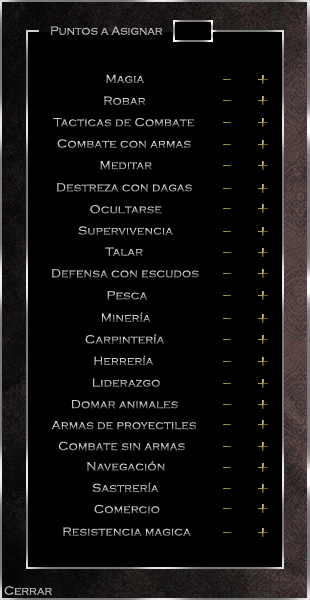 Puntos a Asignar
Magia - +
Robar - +
Tacticas de Combate - +
Combate con armas - +
Meditar - +
Destreza con dagas - +
Ocultarse - +
Supervivencia - +
Talar - +
Defensa con escudos - +
Pesca - +
Minería - +
Carpintería - +
Herrería - +
Liderazgo - +
Domar animales - +
Armas de proyectiles - +
Combate sin armas - +
Navegación - +
Sastrería - +
Comercio - +
Resistencia magica - +
Cerrar